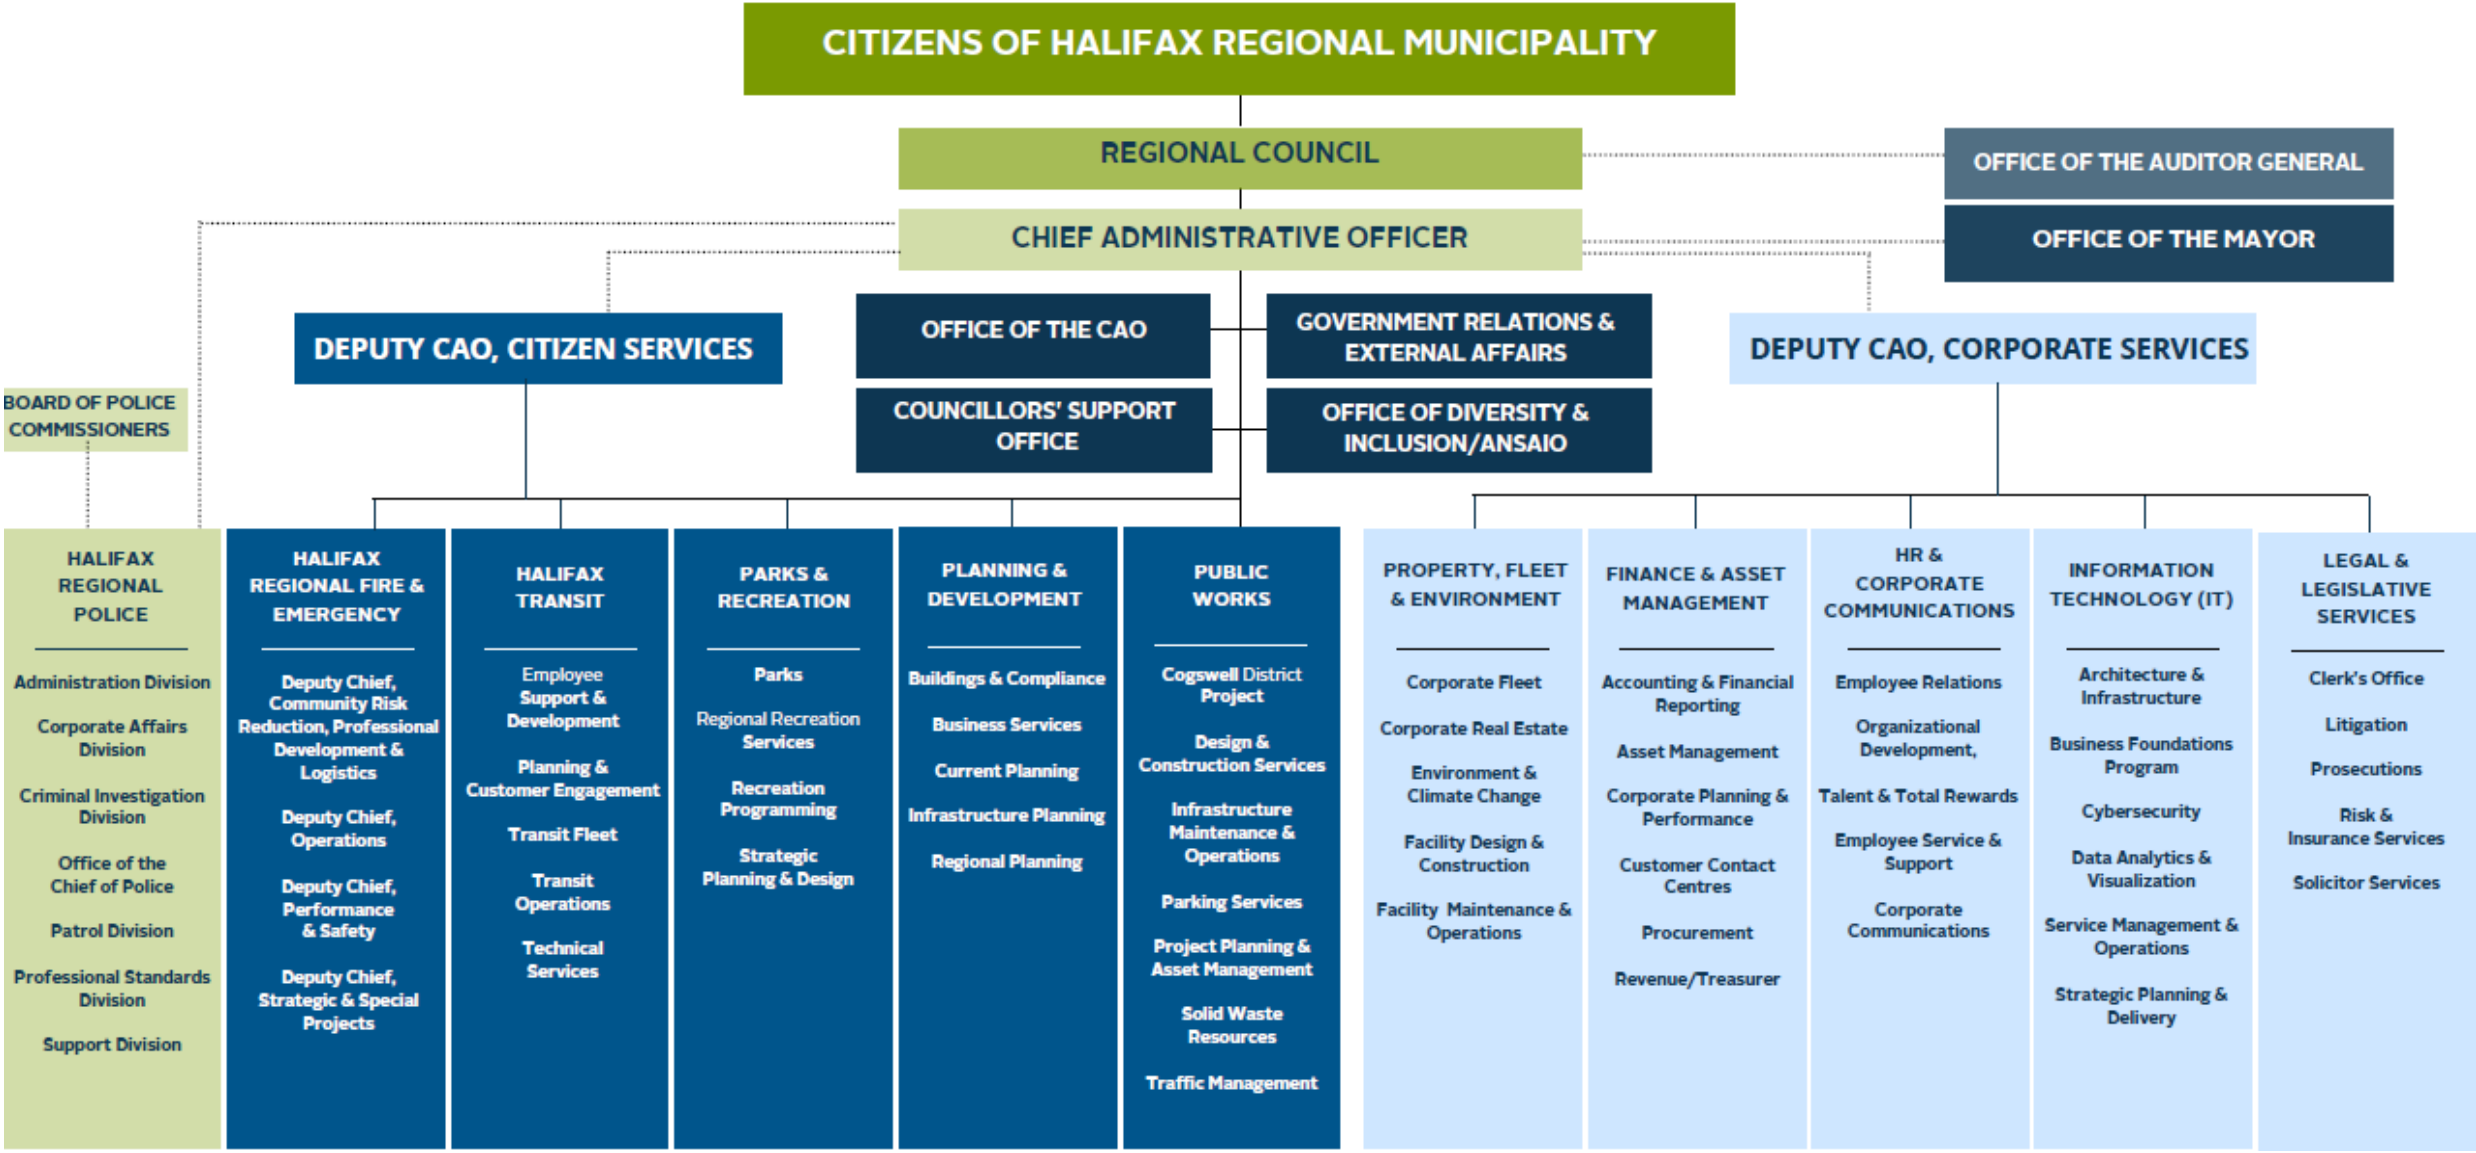 CITIZENS OF HALIFAX REGIONAL MUNICIPALITY
REGIONAL COUNCIL
OFFICE OF THE AUDITOR GENERAL
CHIEF ADMINISTRATIVE OFFICER
OFFICE OF THE MAYOR
DEPUTY CAO, CITIZEN SERVICES
OFFICE OF THE CAO
GOVERNMENT RELATIONS &
EXTERNAL AFFAIRS
DEPUTY CAO, CORPORATE SERVICES
BOARD OF POLICE
COMMISSIONERS
COUNCILLORS' SUPPORT
OFFICE
OFFICE OF DIVERSITY &
INCLUSION/ANSAIO
HALIFAX
REGIONAL
POLICE
Administration Division
Corporate Affairs
Division
Criminal Investigation
Division
Office of the
Chief of Police
Patrol Division
Professional Standards
Division
Support Division
HALIFAX
REGIONAL FIRE &
EMERGENCY
Deputy Chief,
Community Risk
Reduction, Professional
Development &
Logistics
Deputy Chief,
Operations
Deputy Chief,
Performance
& Safety
Deputy Chief,
Strategic & Special
Projects
HALIFAX
TRANSIT
Employee
Support &
Development
Planning &
Customer Engagement
Transit Fleet
Transit
Operations
Technical
Services
PARKS &
RECREATION
Parks
Regional Recreation
Services
Recreation
Programming
Strategic
Planning & Design
PLANNING &
DEVELOPMENT
Buildings & Compliance
Business Services
Current Planning
Infrastructure Planning
Regional Planning
PUBLIC
WORKS
Cogswell District
Project
Design &
Construction Services
Infrastructure
Maintenance &
Operations
Parking Services
Project Planning &
Asset Management
Solid Waste
Resources
Traffic Management
PROPERTY, FLEET
& ENVIRONMENT
Corporate Fleet
Corporate Real Estate
Environment &
Climate Change
Facility Design &
Construction
Facility Maintenance &
Operations
FINANCE & ASSET
MANAGEMENT
Accounting & Financial
Reporting
Asset Management
Corporate Planning &
Performance
Customer Contact
Centres
Procurement
Revenue/Treasurer
HR &
CORPORATE
COMMUNICATIONS
Employee Relations
Organizational
Development,
Talent & Total Rewards
Employee Service &
Support
Corporate
Communications
INFORMATION
TECHNOLOGY (IT)
Architecture &
Infrastructure
Business Foundations
Program
Cybersecurity
Data Analytics &
Visualization
Service Management &
Operations
Strategic Planning &
Delivery
LEGAL &
LEGISLATIVE
SERVICES
Clerk's Office
Litigation
Prosecutions
Risk &
Insurance Services
Solicitor Services